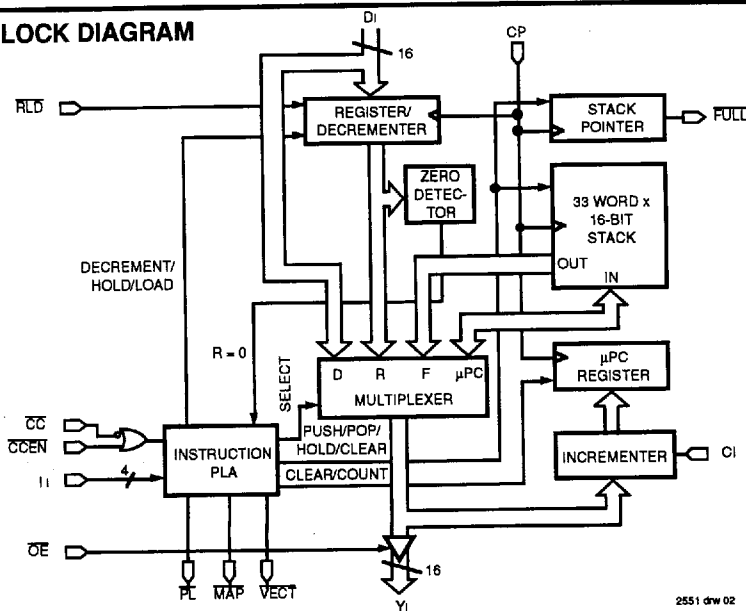 LOCK DIAGRAM
DI
16
CP
RLD
REGISTER/
DECREMENTER
STACK
POINTER
FULL
ZERO
DETEC-
TOR
33 WORD x
16-BIT
STACK
OUT
IN
DECREMENT/
HOLD/LOAD
R = 0
SELECT
D R F µPC
MULTIPLEXER
µPC
REGISTER
CC
CCEN
II
4
INSTRUCTION
PLA
PUSH/POP/
HOLD/CLEAR
CLEAR/COUNT
INCREMENTER
CI
OE
PL MAP VECT
16
YI
2551 drw 02